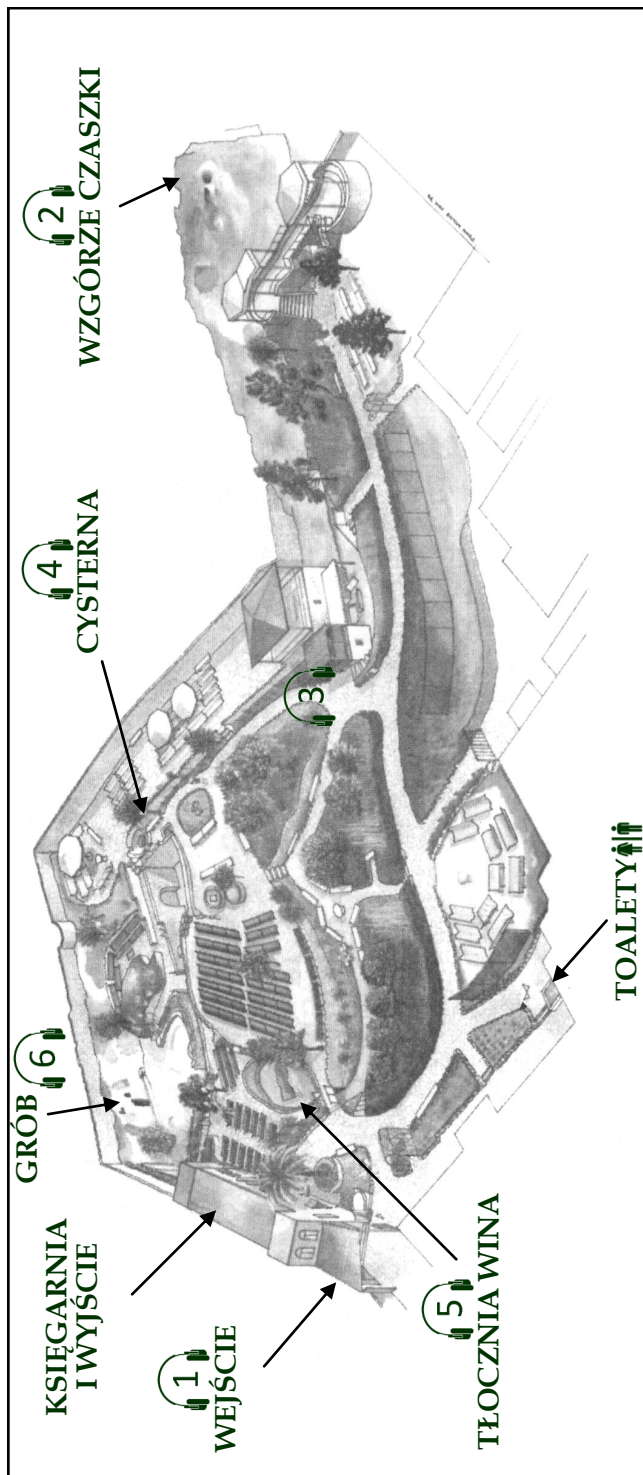 KSIĘGARNIA
I WYJŚCIE
GRÓB
6
4
CYSTERNA
2
WZGÓRZE CZASZKI
1
WEJŚCIE
3
5
TŁOCZNIA WINA
TOALETY